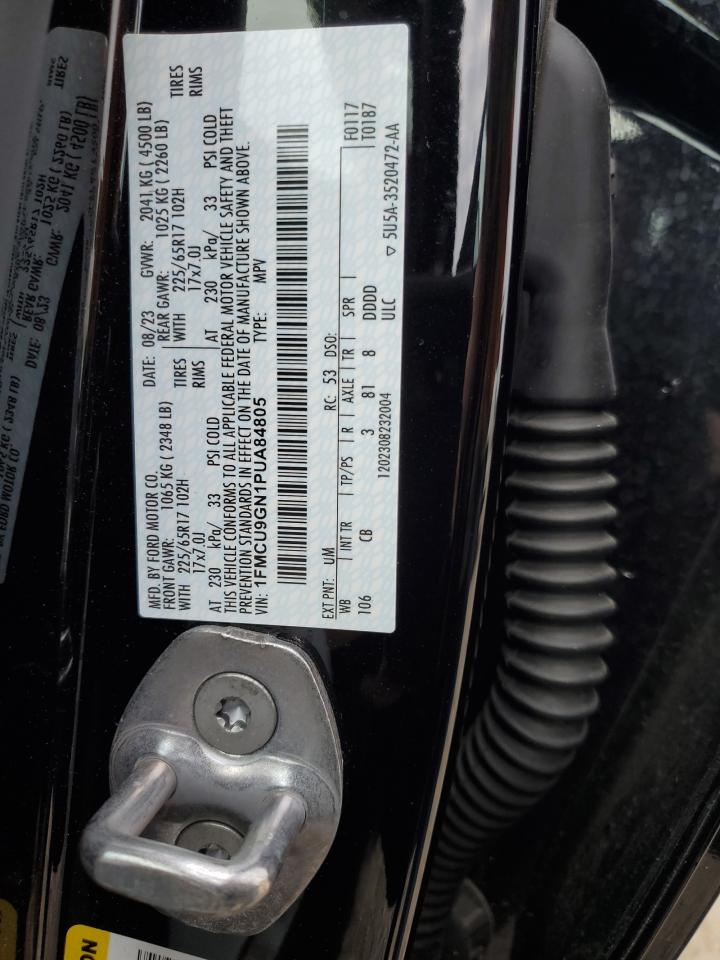 MFD. BY FORD MOTOR CO.
DATE: 08/23 GVWR: 2041 KG ( 4500 LB)
FRONT GAWR: 1065 KG ( 2348 LB) REAR GAWR: 1025 KG ( 2260 LB)
WITH 225/65R17 102H TIRES WITH 225/65R17 102H TIRES
17x7.0J RIMS 17x7.0J RIMS
AT 230 kPa/ 33 PSI COLD AT 230 kPa/ 33 PSI COLD
THIS VEHICLE CONFORMS TO ALL APPLICABLE FEDERAL MOTOR VEHICLE SAFETY AND THEFT
PREVENTION STANDARDS IN EFFECT ON THE DATE OF MANUFACTURE SHOWN ABOVE.
VIN: 1FMCU9GN1PUA84805 TYPE: MPV
EXT PNT: UM RC: 53 DSO: F0117
WB INT TR TP/PS R AXLE TR SPR T0187
106 CB 3 81 8 DDDD
1202308232004 ULC ▽ 5U5A-3520472-AA
ON